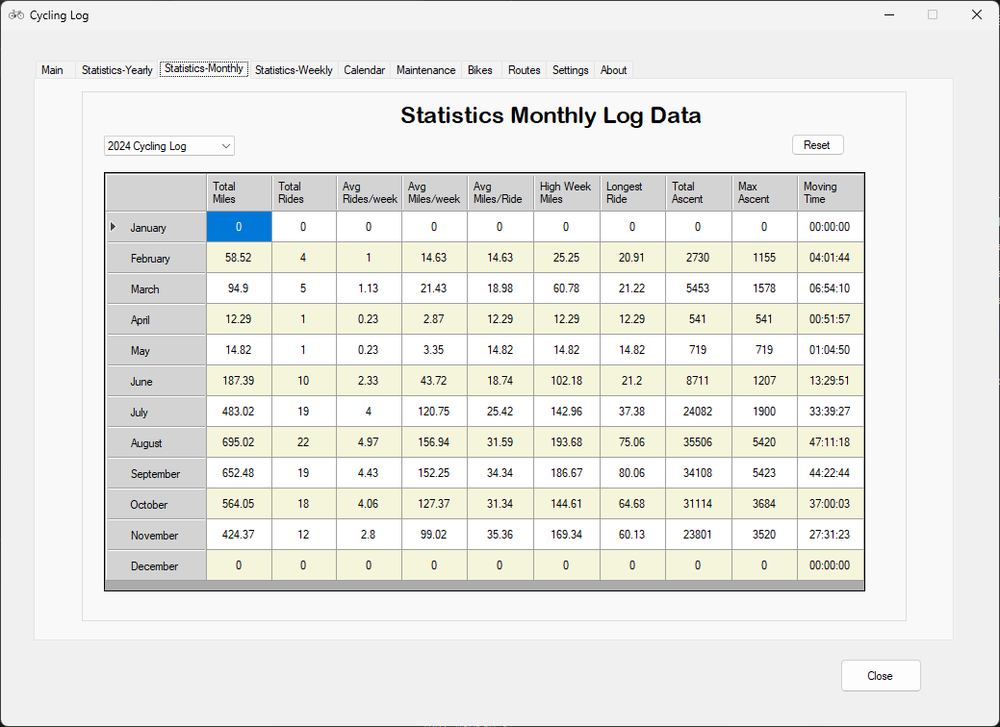 Cycling Log
Main Statistics-Yearly Statistics-Monthly Statistics-Weekly Calendar Maintenance Bikes Routes Settings About
Statistics Monthly Log Data
2024 Cycling Log Reset
Total Miles Total Rides Avg Rides/week Avg Miles/week Avg Miles/Ride High Week Miles Longest Ride Total Ascent Max Ascent Moving Time
January 0 0 0 0 0 0 0 0 0 00:00:00
February 58.52 4 1 14.63 14.63 25.25 20.91 2730 1155 04:01:44
March 94.9 5 1.13 21.43 18.98 60.78 21.22 5453 1578 06:54:10
April 12.29 1 0.23 2.87 12.29 12.29 12.29 541 541 00:51:57
May 14.82 1 0.23 3.35 14.82 14.82 14.82 719 719 01:04:50
June 187.39 10 2.33 43.72 18.74 102.18 21.2 8711 1207 13:29:51
July 483.02 19 4 120.75 25.42 142.96 37.38 24082 1900 33:39:27
August 695.02 22 4.97 156.94 31.59 193.68 75.06 35506 5420 47:11:18
September 652.48 19 4.43 152.25 34.34 186.67 80.06 34108 5423 44:22:44
October 564.05 18 4.06 127.37 31.34 144.61 64.68 31114 3684 37:00:03
November 424.37 12 2.8 99.02 35.36 169.34 60.13 23801 3520 27:31:23
December 0 0 0 0 0 0 0 0 0 00:00:00
Close